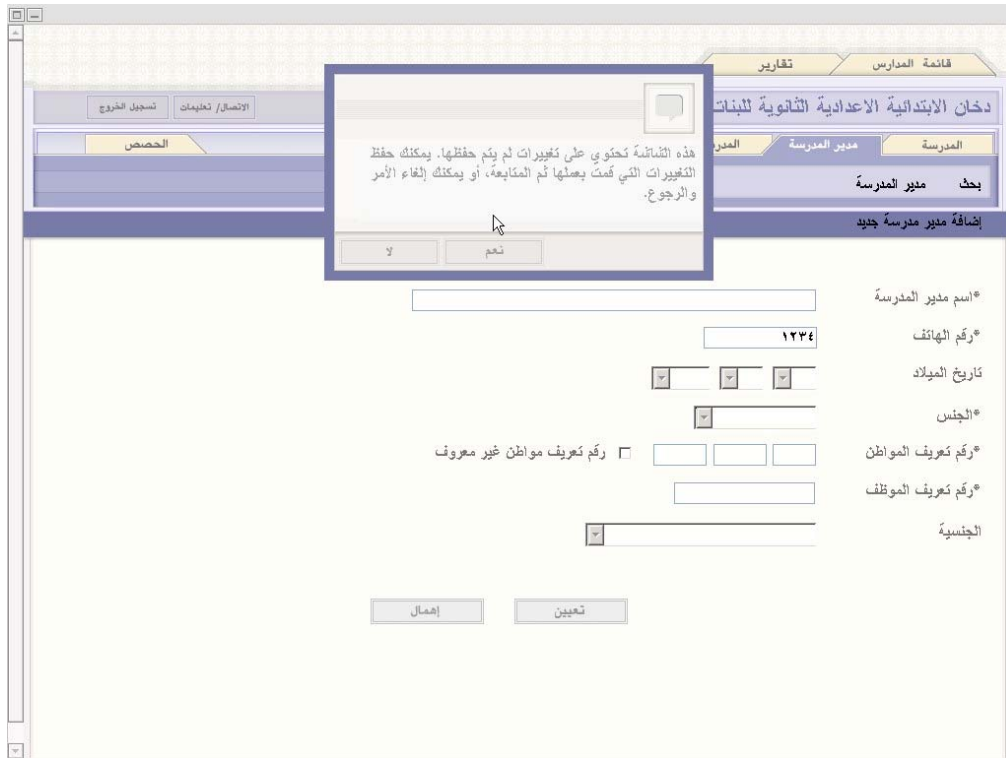 قائمة المدارس
تقارير
دخان الابتدائية الاعدادية الثانوية للبنات
الاتصال/ تعليمات
تسجيل الخروج
المدرسة
مدير المدرسة
الحصص
بحث مدير المدرسة
إضافة مدير مدرسة جديد
هذه الشاشة تحتوي على تغييرات لم يتم حفظها. يمكنك حفظ
التغييرات التي قمت بعملها ثم المتابعة، أو يمكنك إلغاء الأمر
والرجوع.
نعم
لا
*اسم مدير المدرسة
*رقم الهاتف
١٢٣٤
تاريخ الميلاد
*الجنس
*رقم تعريف المواطن
رقم تعريف مواطن غير معروف
*رقم تعريف الموظف
الجنسية
تعيين
إهمال